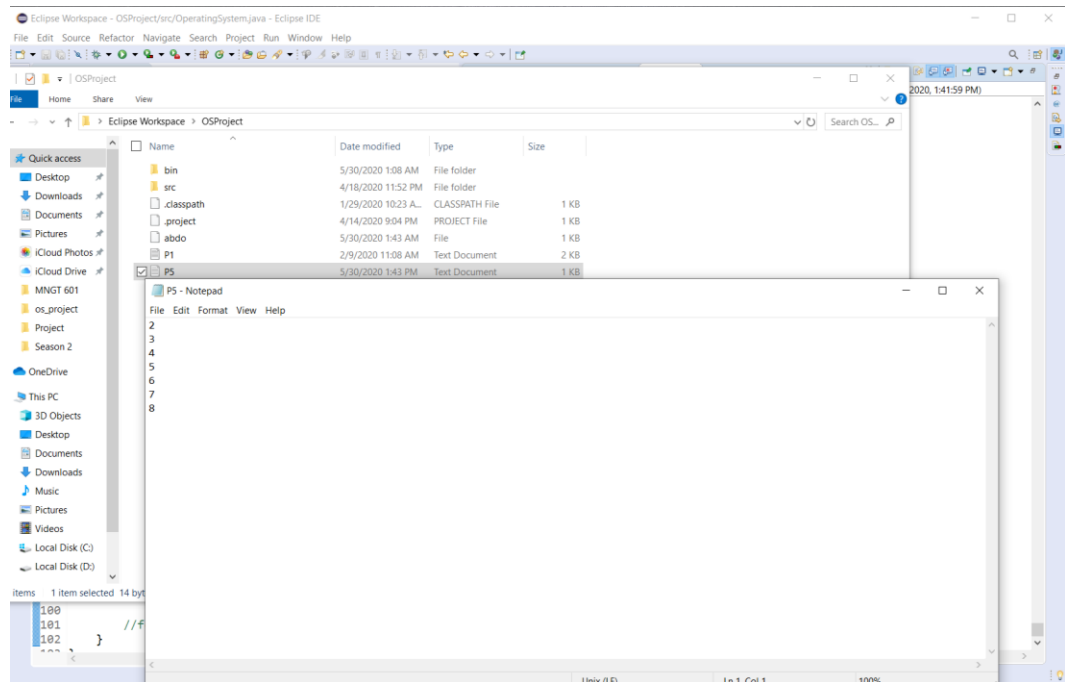 Eclipse Workspace - OSProject/src/OperatingSystem.java - Eclipse IDE
File Edit Source Refactor Navigate Search Project Run Window Help
OSProject
2020, 1:41:59 PM)
File Home Share View
Eclipse Workspace > OSProject
Search OS...
Name Date modified Type Size
Quick access
Desktop
Downloads
Documents
Pictures
iCloud Photos
iCloud Drive
MNGT 601
os_project
Project
Season 2
OneDrive
This PC
3D Objects
Desktop
Documents
Downloads
Music
Pictures
Videos
Local Disk (C:)
Local Disk (D:)
bin 5/30/2020 1:08 AM File folder
src 4/18/2020 11:52 PM File folder
.classpath 1/29/2020 10:23 A... CLASSPATH File 1 KB
.project 4/14/2020 9:04 PM PROJECT File 1 KB
abdo 5/30/2020 1:43 AM File 1 KB
P1 2/9/2020 11:08 AM Text Document 2 KB
P5 5/30/2020 1:43 PM Text Document 1 KB
P5 - Notepad
File Edit Format View Help
2
3
4
5
6
7
8
items 1 item selected 14 byt
100
101 //f
102 }
Unix (LF) Ln 1, Col 1 100%